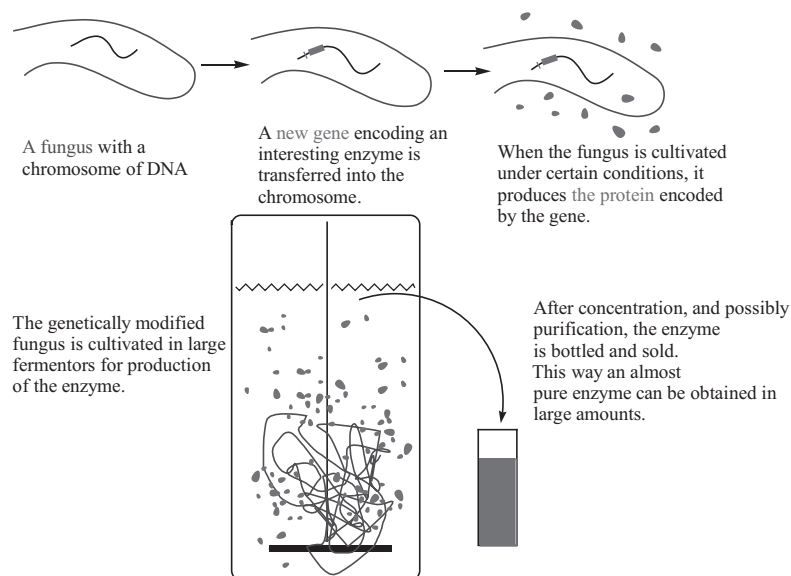 A fungus with a
chromosome of DNA
A new gene encoding an
interesting enzyme is
transferred into the
chromosome.
When the fungus is cultivated
under certain conditions, it
produces the protein encoded
by the gene.
The genetically modified
fungus is cultivated in large
fermentors for production
of the enzyme.
After concentration, and possibly
purification, the enzyme
is bottled and sold.
This way an almost
pure enzyme can be obtained in
large amounts.